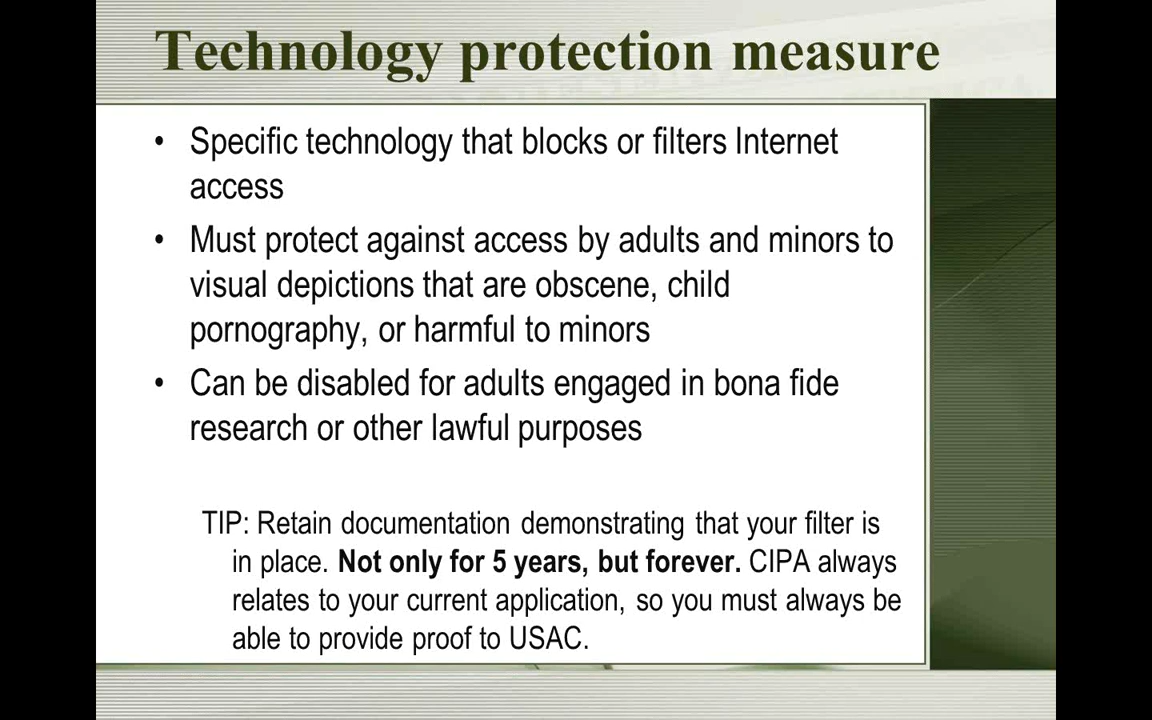 Technology protection measure
• Specific technology that blocks or filters Internet
access
• Must protect against access by adults and minors to
visual depictions that are obscene, child
pornography, or harmful to minors
• Can be disabled for adults engaged in bona fide
research or other lawful purposes
TIP: Retain documentation demonstrating that your filter is
in place. Not only for 5 years, but forever. CIPA always
relates to your current application, so you must always be
able to provide proof to USAC.